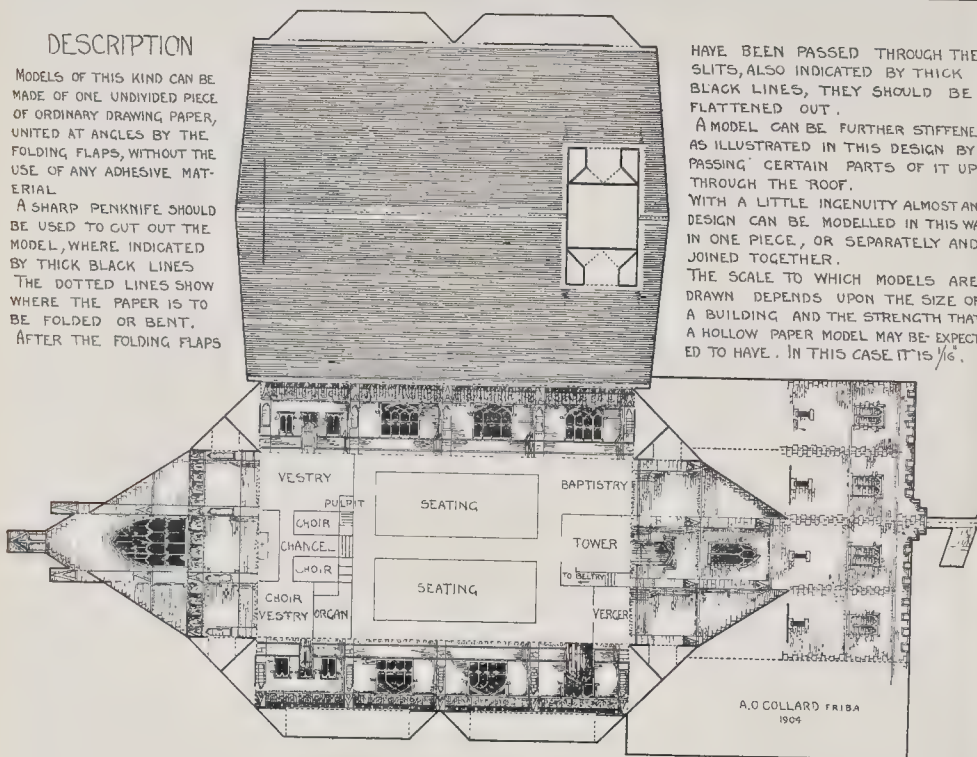 DESCRIPTION
MODELS OF THIS KIND CAN BE
MADE OF ONE UNDIVIDED PIECE
OF ORDINARY DRAWING PAPER,
UNITED AT ANGLES BY THE
FOLDING FLAPS, WITHOUT THE
USE OF ANY ADHESIVE MAT-
ERIAL
A SHARP PENKNIFE SHOULD
BE USED TO CUT OUT THE
MODEL, WHERE INDICATED
BY THICK BLACK LINES
THE DOTTED LINES SHOW
WHERE THE PAPER IS TO
BE FOLDED OR BENT.
AFTER THE FOLDING FLAPS
HAVE BEEN PASSED THROUGH THE
SLITS, ALSO INDICATED BY THICK
BLACK LINES, THEY SHOULD BE
FLATTENED OUT.
A MODEL CAN BE FURTHER STIFFENE
AS ILLUSTRATED IN THIS DESIGN BY
PASSING CERTAIN PARTS OF IT UP
THROUGH THE ROOF.
WITH A LITTLE INGENUITY ALMOST AN
DESIGN CAN BE MODELLED IN THIS WA
IN ONE PIECE, OR SEPARATELY AND
JOINED TOGETHER.
THE SCALE TO WHICH MODELS ARE
DRAWN DEPENDS UPON THE SIZE OF
A BUILDING AND THE STRENGTH THAT
A HOLLOW PAPER MODEL MAY BE EXPECT
ED TO HAVE. IN THIS CASE IT IS 1/16".
VESTRY
PULPIT
SEATING
BAPTISTRY
CHOIR
CHANCEL
TOWER
CHOIR
SEATING
TO BELFRY
CHOIR
VESTRY
ORGAN
VERGER
A.O COLLARD FRIBA
1904